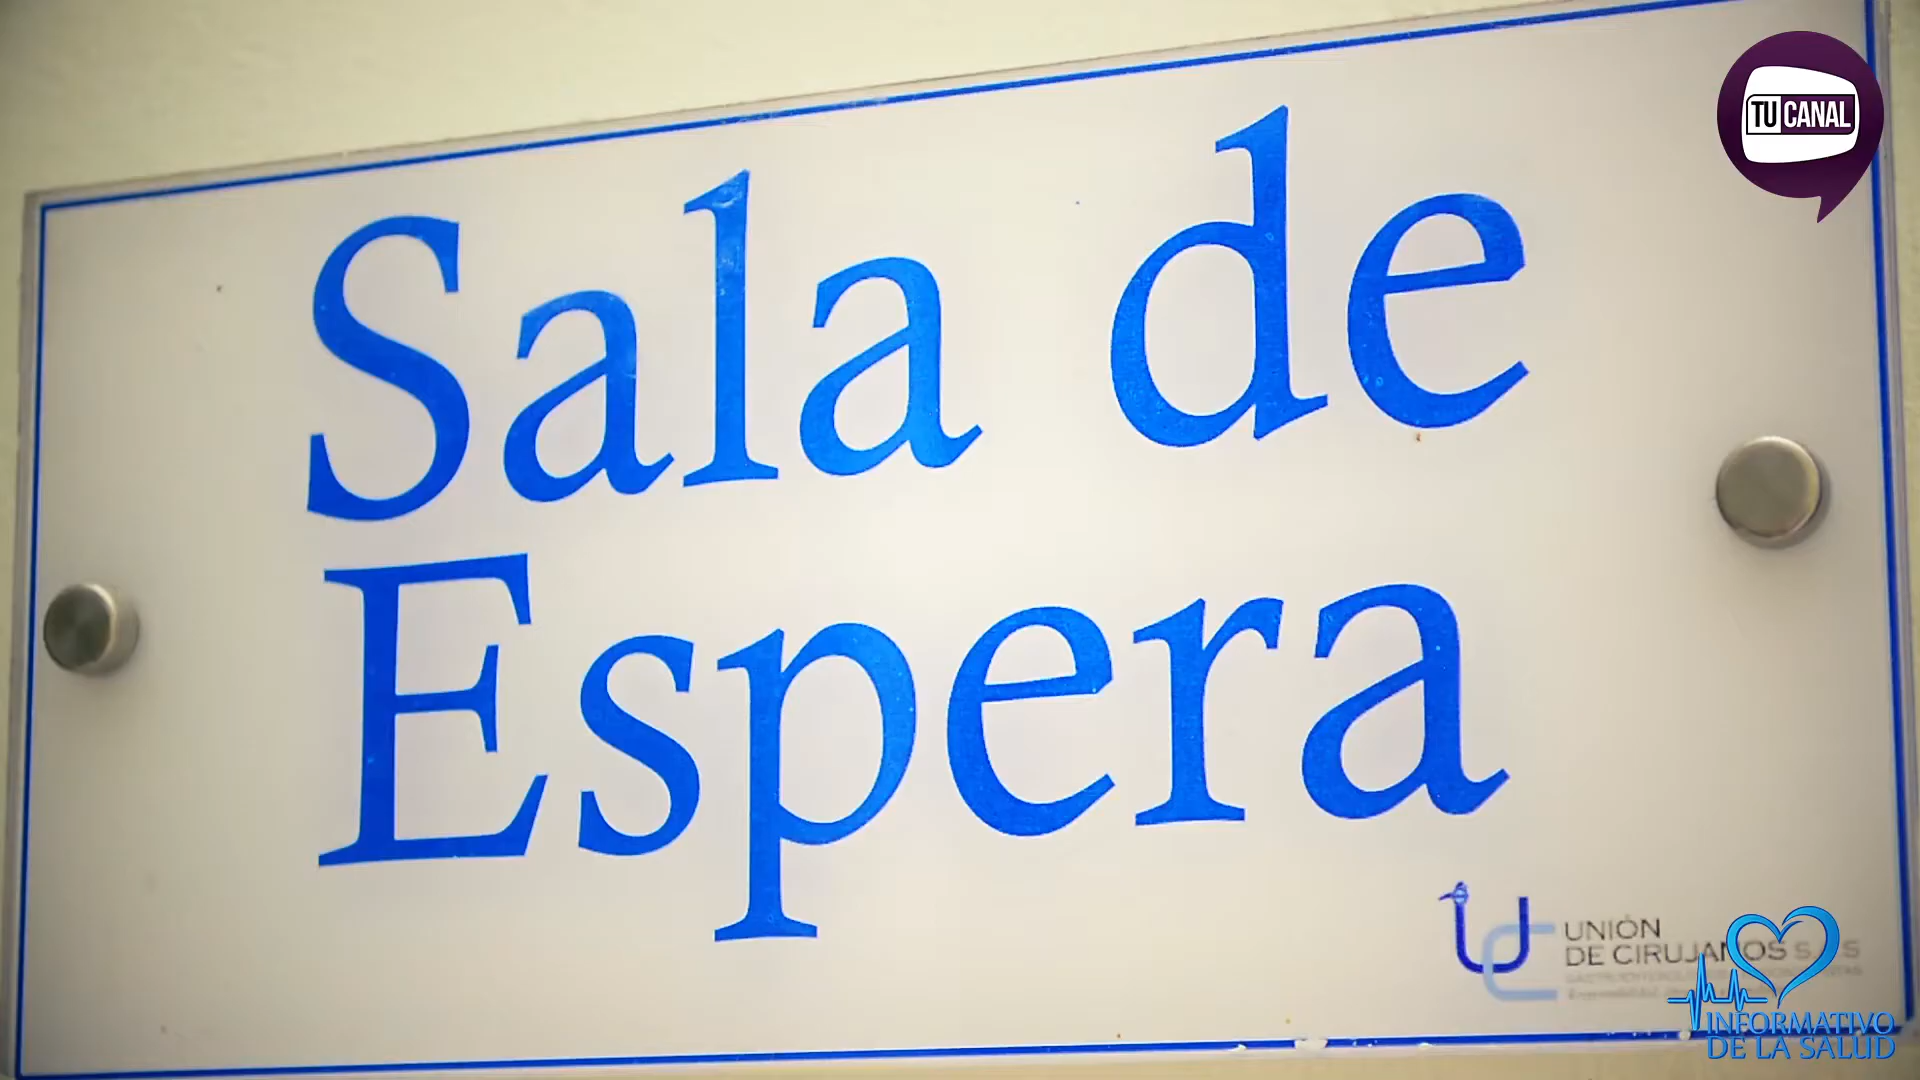 TU CANAL
Sala de
Espera
UNIÓN
DE CIRUJANOS S.A.S
INFORMATIVO
DE LA SALUD